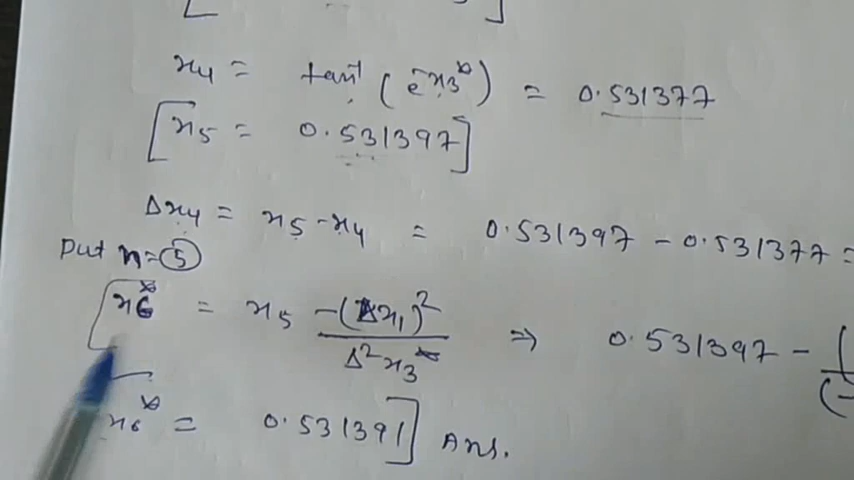 x₄ = tan⁻¹ (e⁻ˣ³*) = 0.531377
[x₅ = 0.531397]
Δx₄ = x₅ - x₄ = 0.531397 - 0.531377 =
Put n = 5
x₆* = x₅ -(Δx₁)² / Δ²x₃* ⇒ 0.531397 - (
x₆* = 0.531391] Ans.